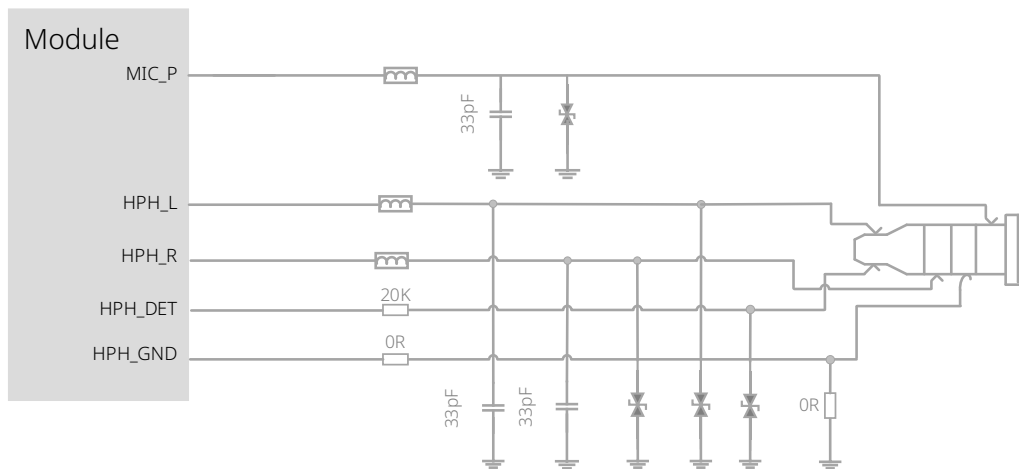 Module
MIC_P
33pF
HPH_L
HPH_R
20K
HPH_DET
0R
HPH_GND
33pF
33pF
0R